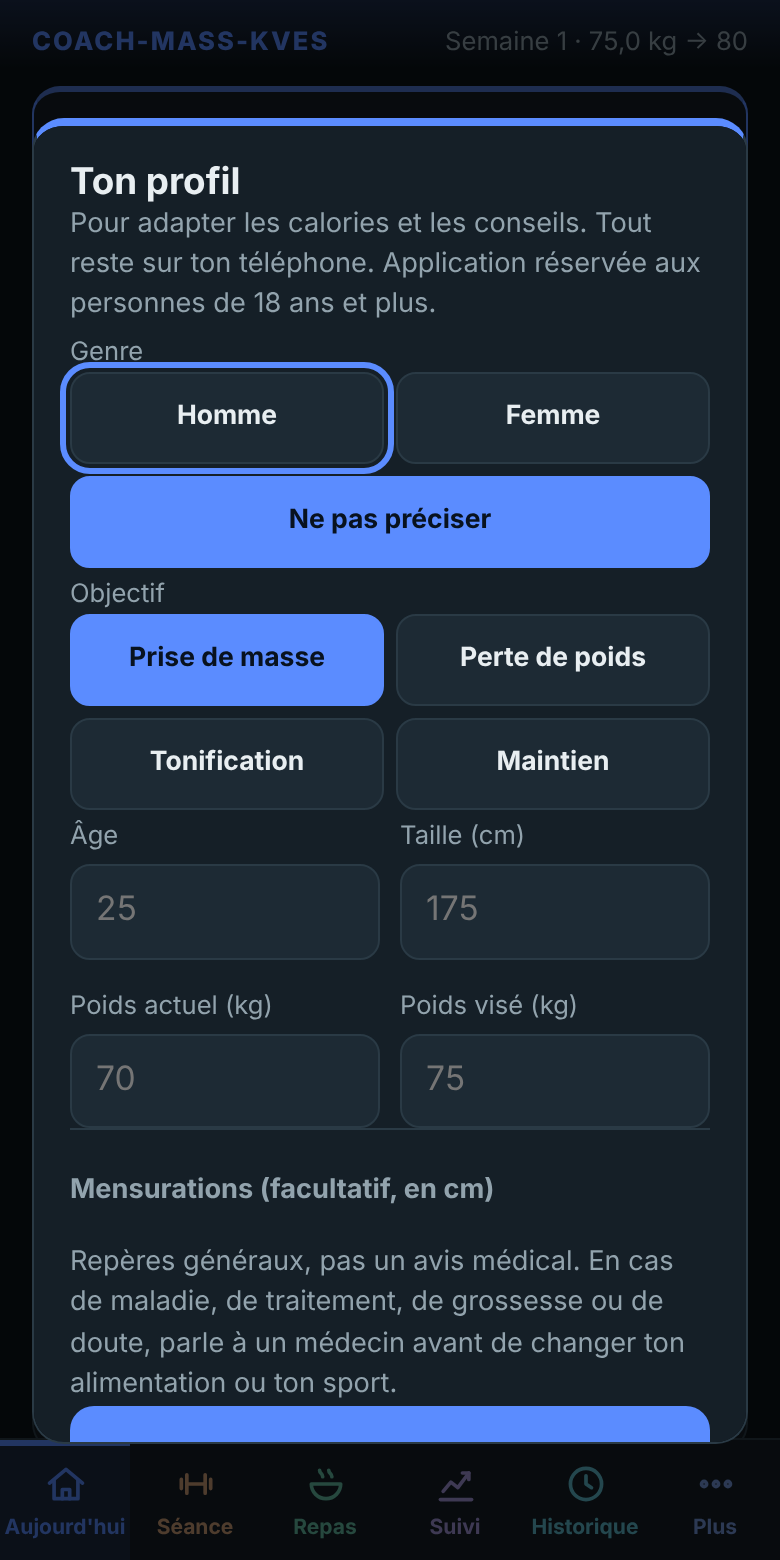 COACH-MASS-KVES
Semaine 1 · 75,0 kg → 80
Ton profil
Pour adapter les calories et les conseils. Tout
reste sur ton téléphone. Application réservée aux
personnes de 18 ans et plus.
Genre
Homme
Femme
Ne pas préciser
Objectif
Prise de masse
Perte de poids
Tonification
Maintien
Âge
Taille (cm)
25
175
Poids actuel (kg)
Poids visé (kg)
70
75
Mensurations (facultatif, en cm)
Repères généraux, pas un avis médical. En cas
de maladie, de traitement, de grossesse ou de
doute, parle à un médecin avant de changer ton
alimentation ou ton sport.
Aujourd'hui
Séance
Repas
Suivi
Historique
Plus